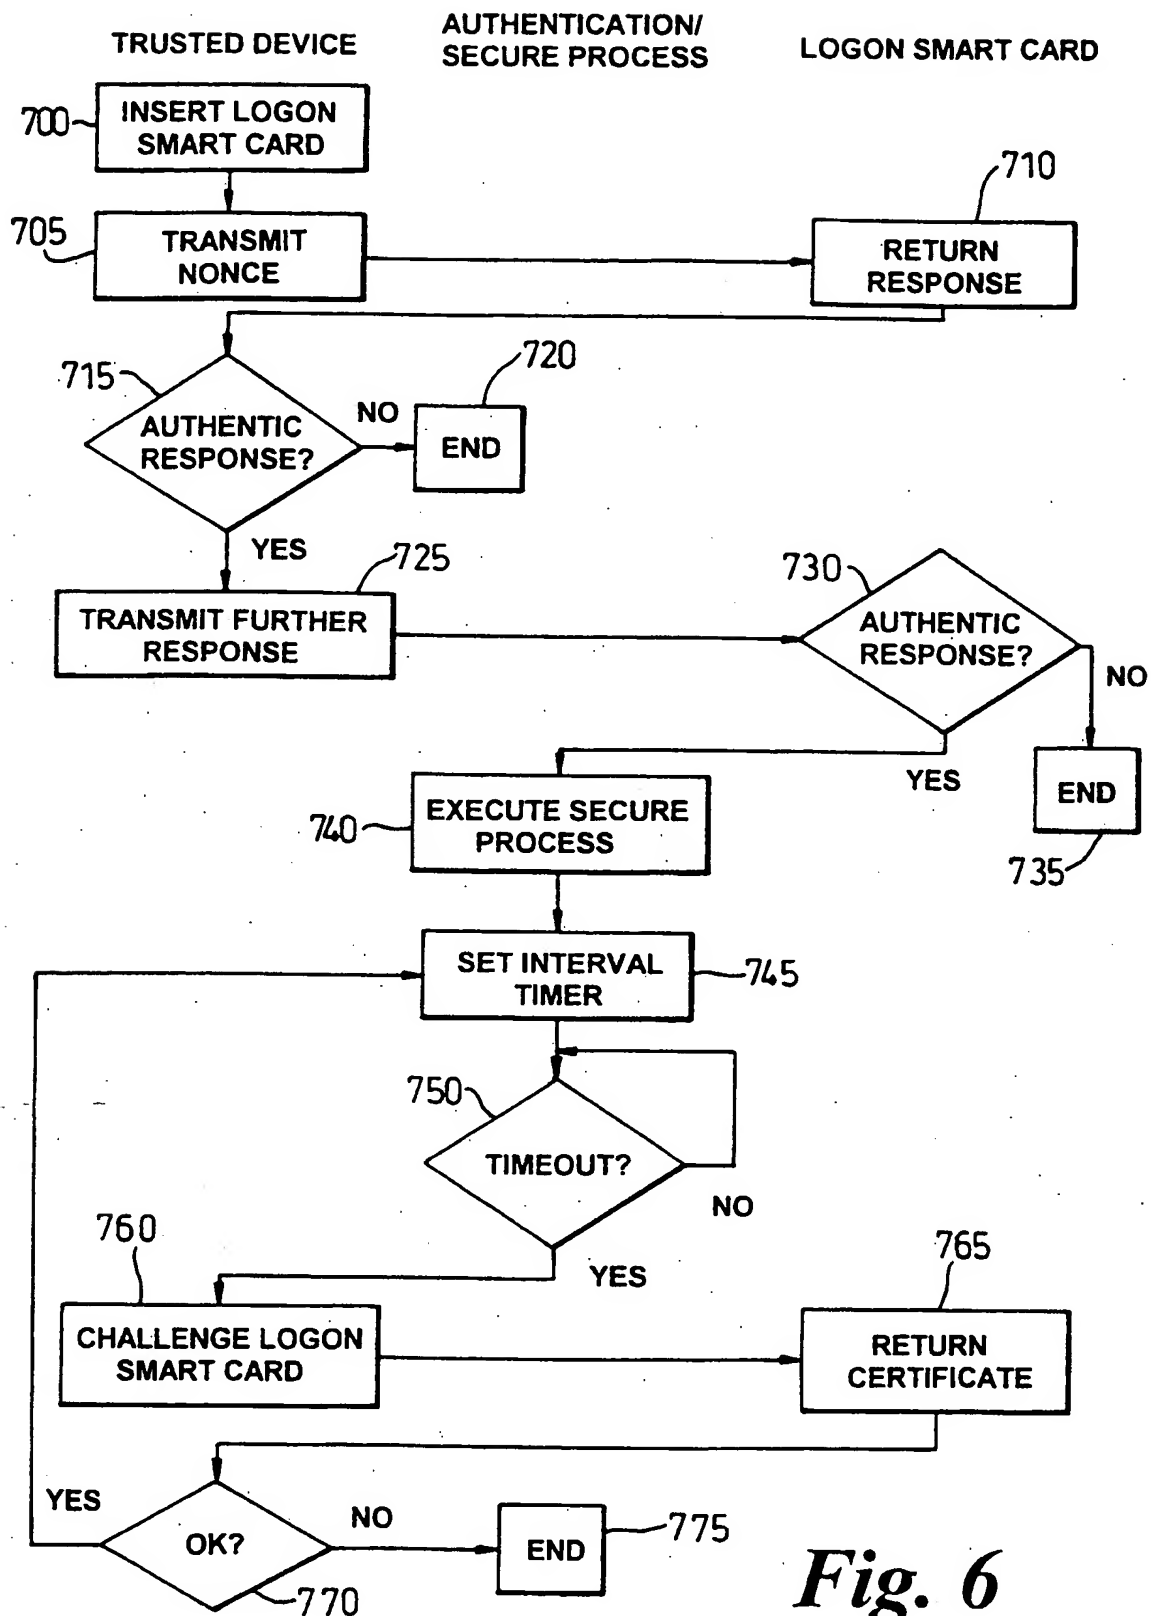 TRUSTED DEVICE
AUTHENTICATION/
SECURE PROCESS
LOGON SMART CARD
700
INSERT LOGON
SMART CARD
705
TRANSMIT
NONCE
710
RETURN
RESPONSE
715
AUTHENTIC
RESPONSE?
NO
720
END
YES
725
TRANSMIT FURTHER
RESPONSE
730
AUTHENTIC
RESPONSE?
NO
YES
END
735
740
EXECUTE SECURE
PROCESS
SET INTERVAL
TIMER
745
750
TIMEOUT?
NO
YES
760
CHALLENGE LOGON
SMART CARD
765
RETURN
CERTIFICATE
YES
OK?
NO
770
END
775
Fig. 6